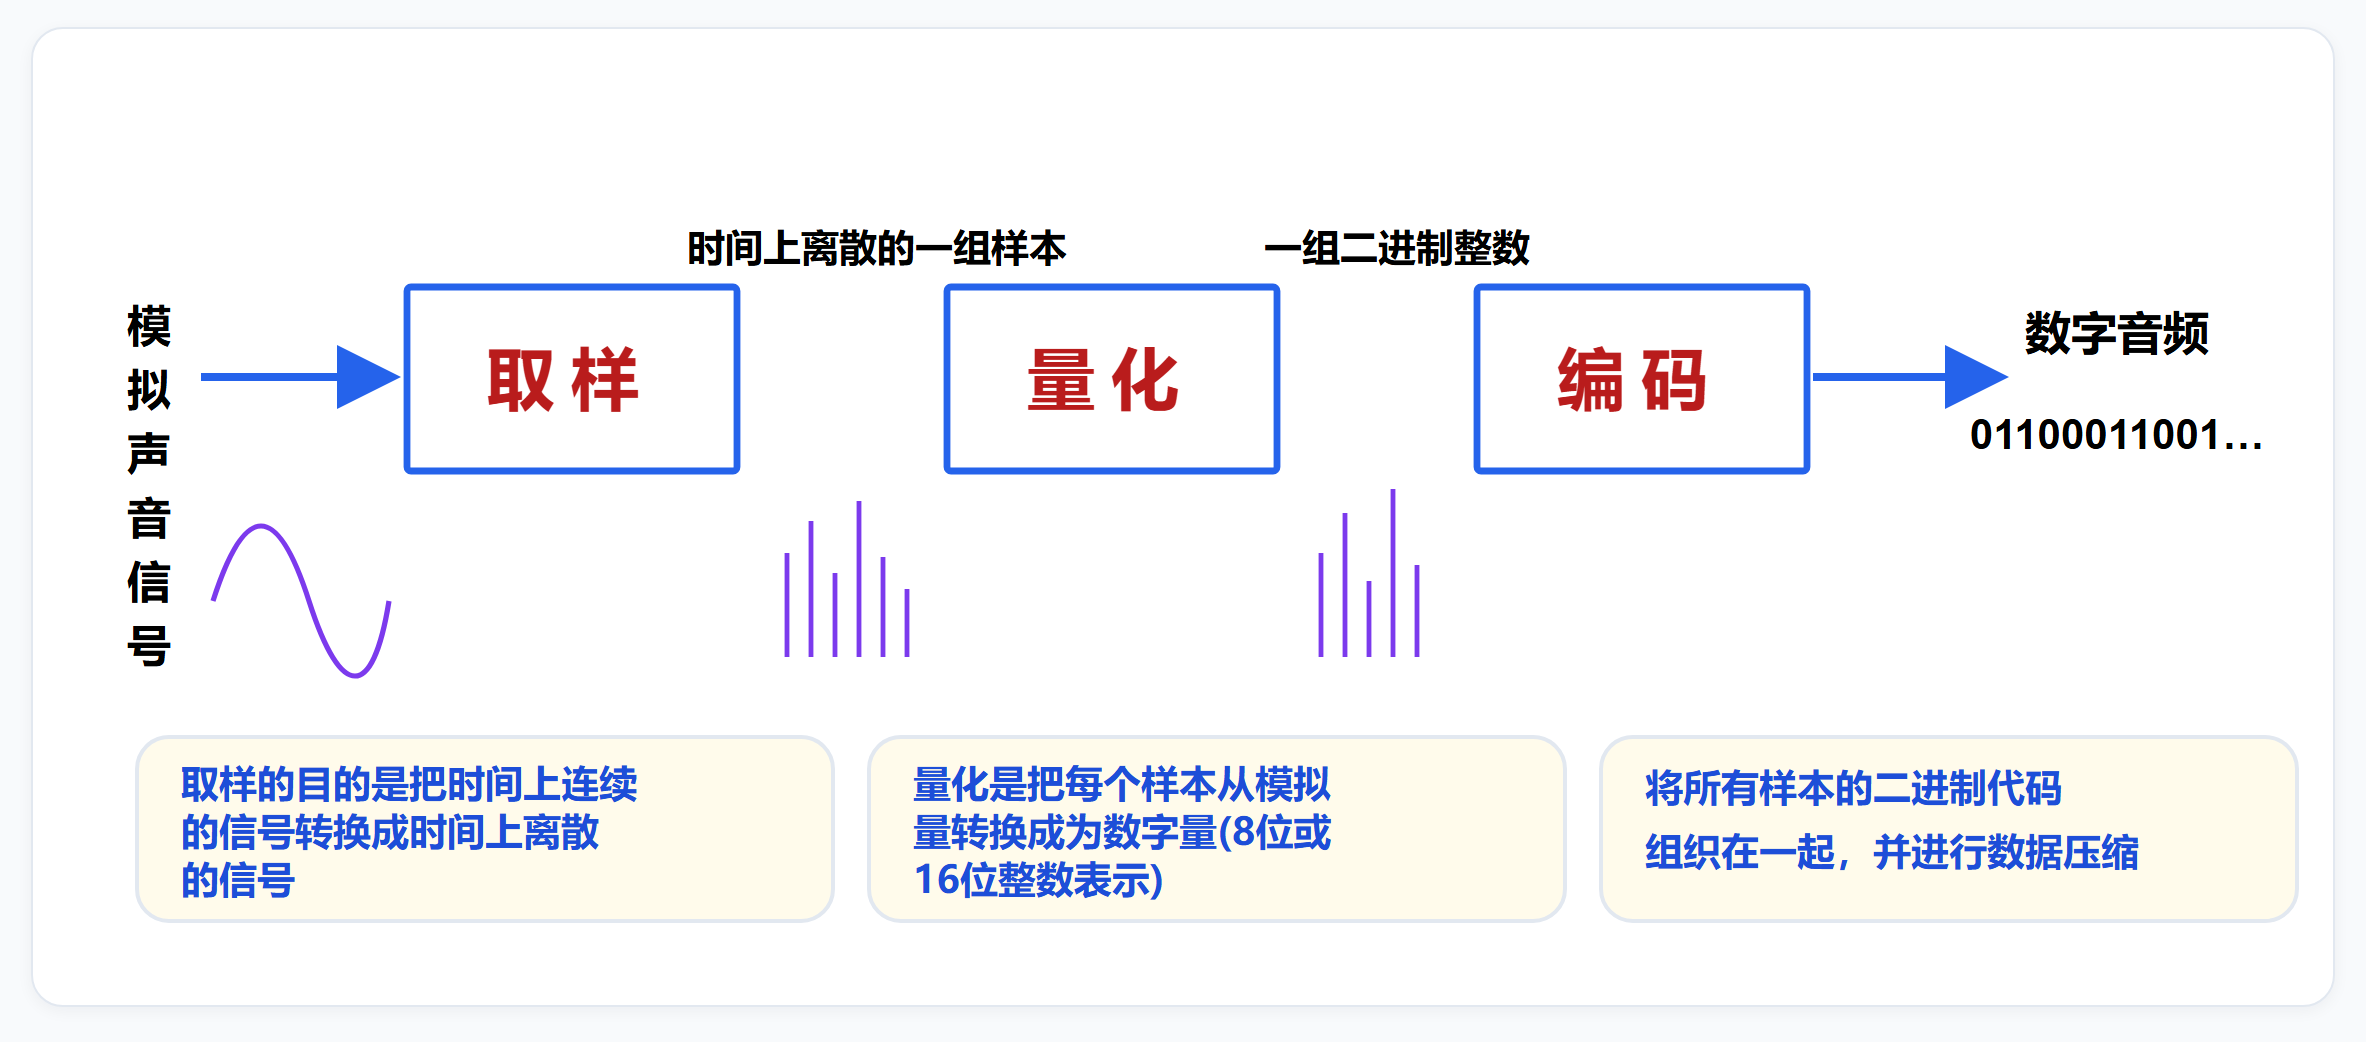 时间上离散的一组样本
一组二进制整数
模
拟
声
音
信
号
取样
量化
编码
数字音频
01100011001...
取样的目的是把时间上连续
的信号转换成时间上离散
的信号
量化是把每个样本从模拟
量转换成为数字量(8位或
16位整数表示)
将所有样本的二进制代码
组织在一起，并进行数据压缩